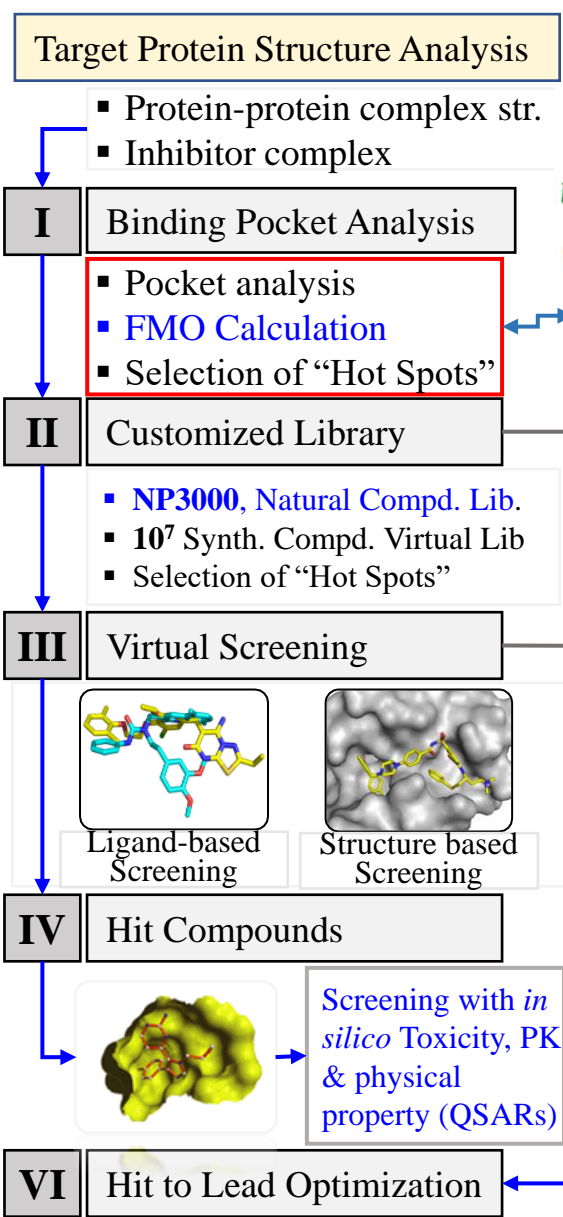 Target Protein Structure Analysis
▪ Protein-protein complex str.
▪ Inhibitor complex
I Binding Pocket Analysis
▪ Pocket analysis
▪ FMO Calculation
▪ Selection of “Hot Spots”
II Customized Library
▪ NP3000, Natural Compd. Lib.
▪ 10⁷ Synth. Compd. Virtual Lib
▪ Selection of “Hot Spots”
III Virtual Screening
Ligand-based
Screening
Structure based
Screening
IV Hit Compounds
Screening with in
silico Toxicity, PK
& physical
property (QSARs)
VI Hit to Lead Optimization